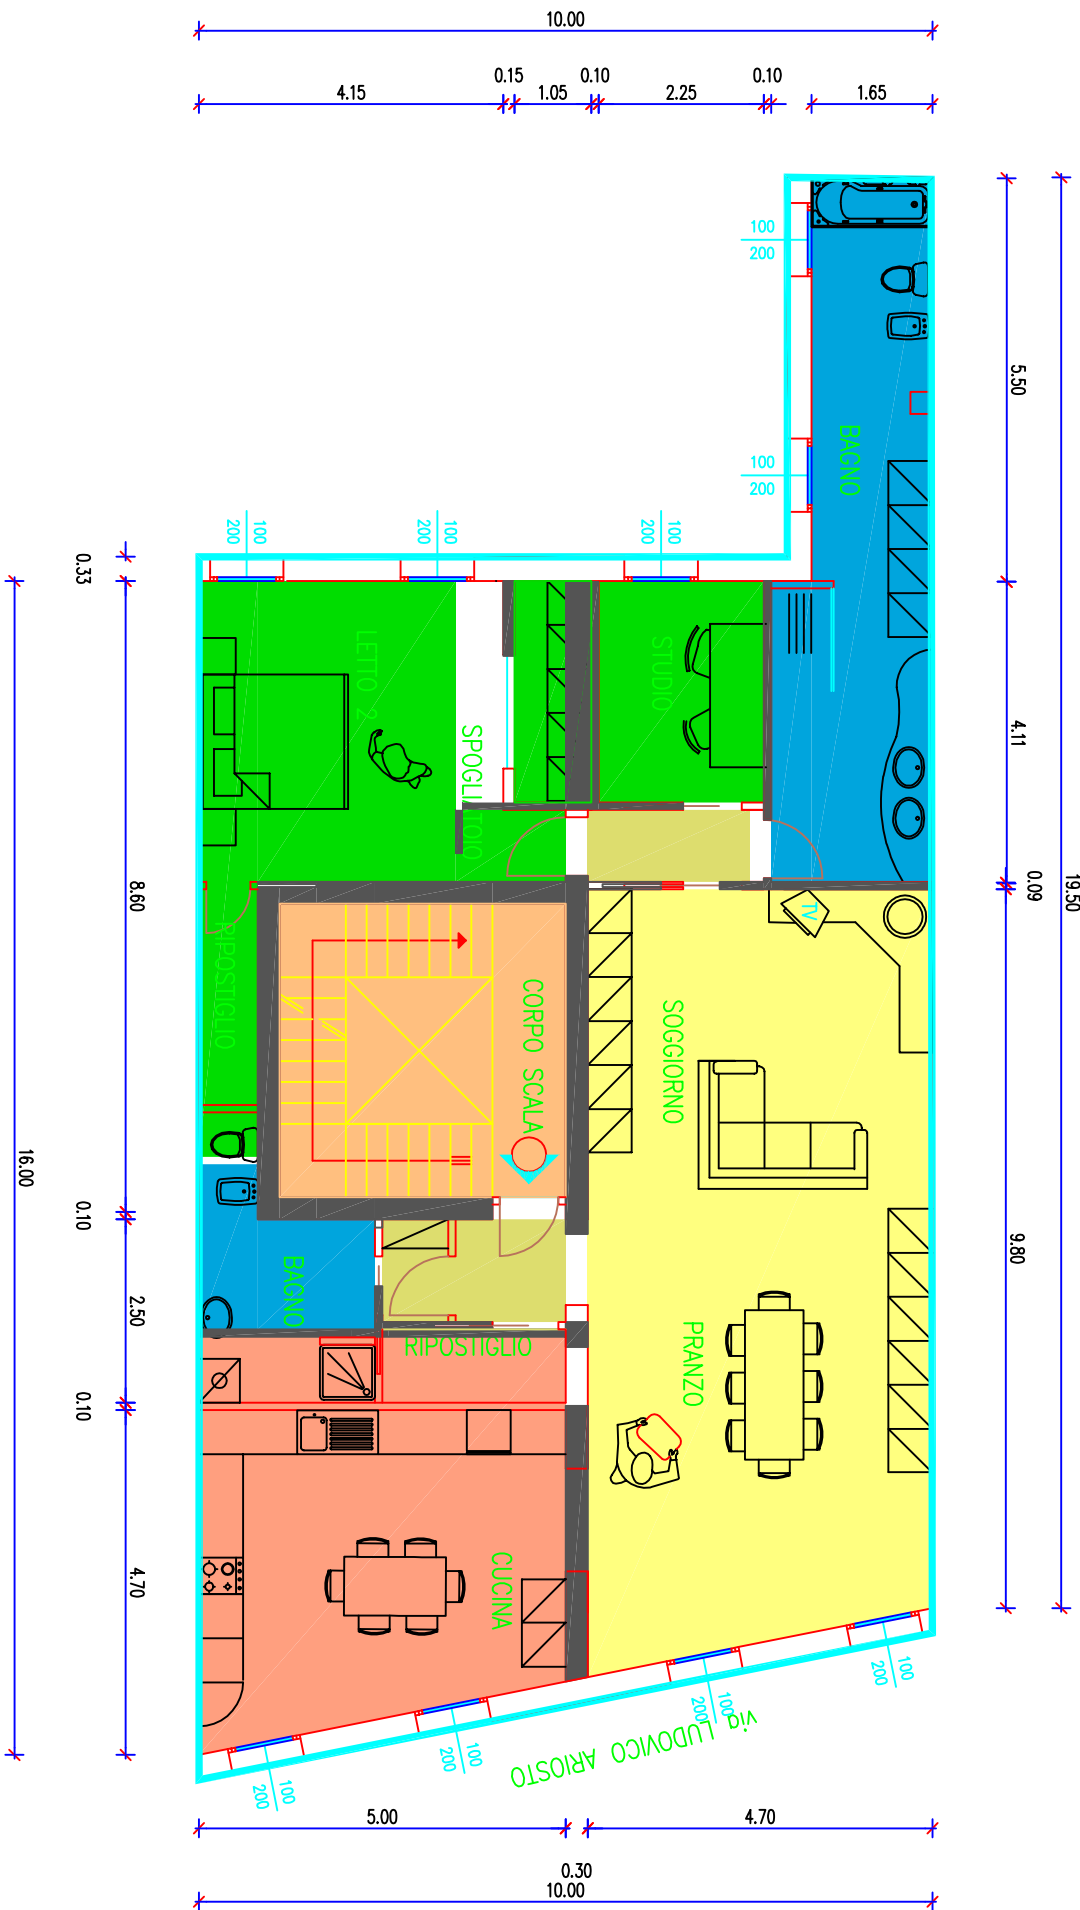 10.00
0.15 0.10 0.10
4.15 1.05 2.25 1.65
100
200
5.50
BAGNO
100
200
200 100
200 100
200 100
0.33
LETTO 2
STUDIO
SPOGLIATOIO
4.11
8.60
0.09
19.50
TV
RIPOSTIGLIO
CORPO SCALA
SOGGIORNO
16.00
0.10
9.80
BAGNO
2.50
RIPOSTIGLIO
PRANZO
0.10
CUCINA
4.70
200 100
200 100
200 100
200 100
via LUDOVICO ARIOSTO
5.00 4.70
0.30
10.00